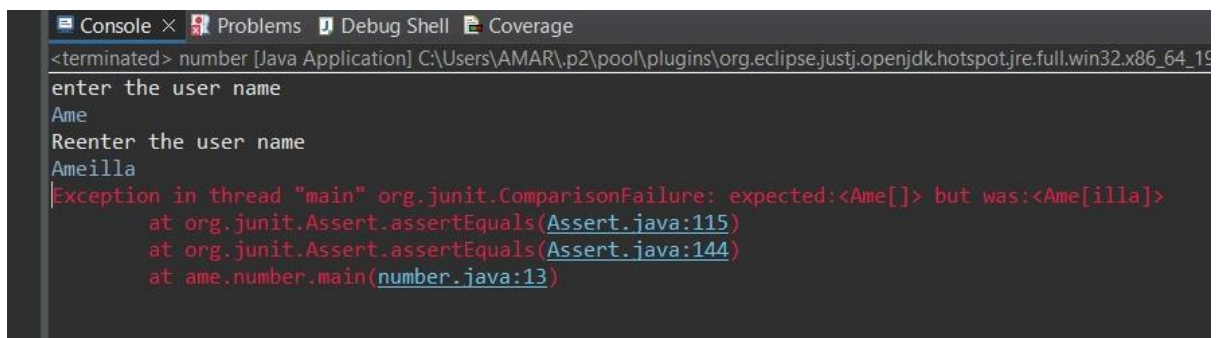 Console × Problems Debug Shell Coverage
<terminated> number [Java Application] C:\Users\AMAR\.p2\pool\plugins\org.eclipse.justj.openjdk.hotspot.jre.full.win32.x86_64_19
enter the user name
Ame
Reenter the user name
Ameilla
Exception in thread "main" org.junit.ComparisonFailure: expected:<Ame[]> but was:<Ame[illa]>
at org.junit.Assert.assertEquals(Assert.java:115)
at org.junit.Assert.assertEquals(Assert.java:144)
at ame.number.main(number.java:13)